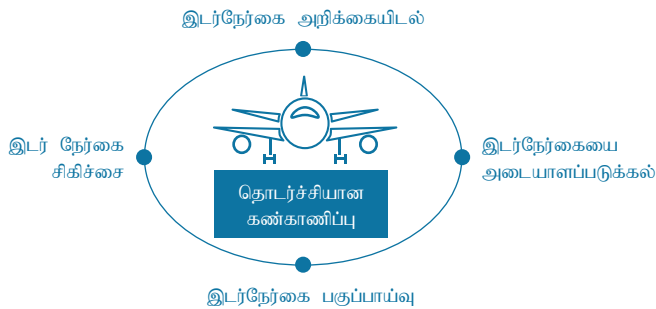 இடர்நேர்கை அறிக்கையிடல்
இடர் நேர்கை
சிகிச்சை
இடர்நேர்கையை
அடையாளப்படுக்கல்
தொடர்ச்சியான
கண்காணிப்பு
இடர்நேர்கை பகுப்பாய்வு